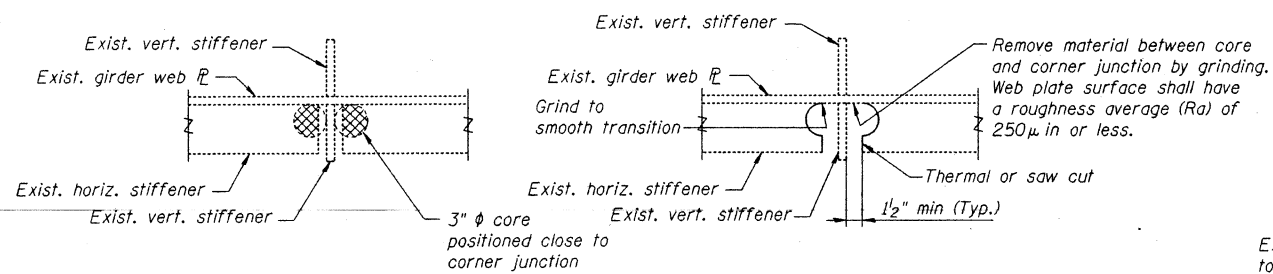 Exist. vert. stiffener
Exist. girder web ⅊
Exist. horiz. stiffener
Exist. vert. stiffener
3" ϕ core
positioned close to
corner junction
Exist. vert. stiffener
Exist. girder web ⅊
Grind to
smooth transition
Exist. horiz. stiffener
Exist. vert. stiffener
Remove material between core
and corner junction by grinding.
Web plate surface shall have
a roughness average (Ra) of
250μ in or less.
Thermal or saw cut
1½" min (Typ.)
to